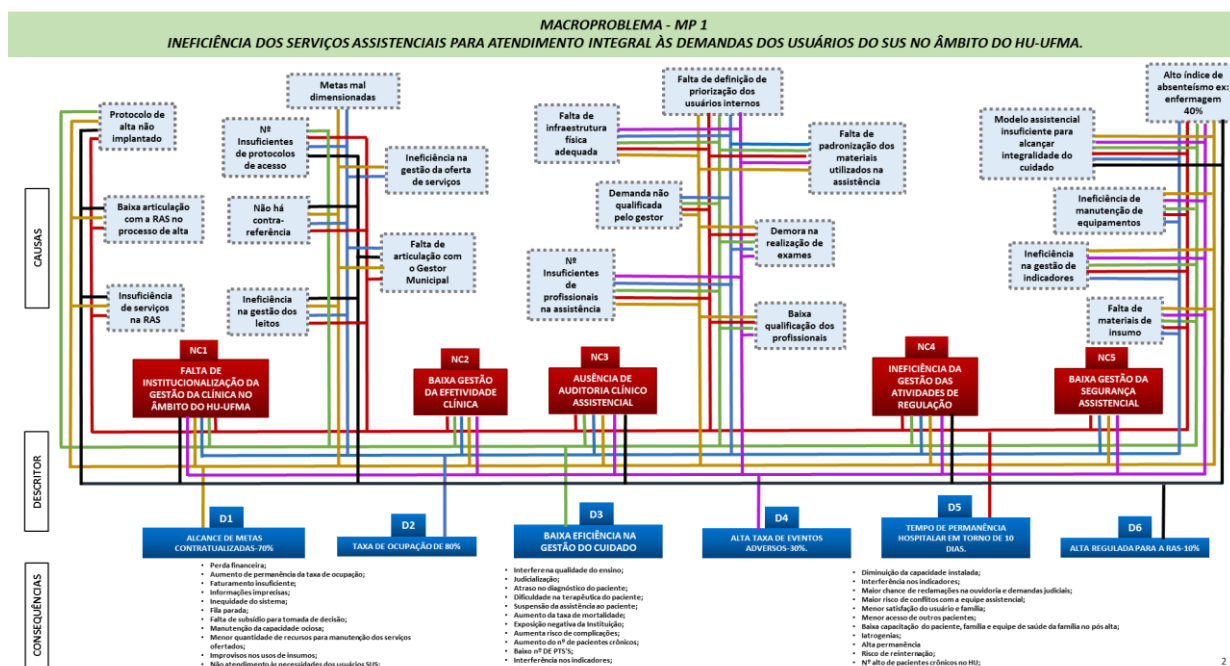 MACROPROBLEMA - MP 1
INEFICIÊNCIA DOS SERVIÇOS ASSISTENCIAIS PARA ATENDIMENTO INTEGRAL ÀS DEMANDAS DOS USUÁRIOS DO SUS NO ÂMBITO DO HU-UFMA.
CAUSAS
Protocolo de
alta não
implantado
Baixa articulação
com a RAS no
processo de alta
Insuficiência
de serviços
na RAS
Metas mal
dimensionadas
Nº
Insuficientes
de protocolos
de acesso
Ineficiência na
gestão da oferta
de serviços
Não há
contra-
referência
Falta de
articulação com
o Gestor
Municipal
Ineficiência
na gestão dos
leitos
Falta de definição de
priorização dos
usuários internos
Falta de
infraestrutura
física
adequada
Falta de
padronização dos
materiais
utilizados na
assistência
Demanda não
qualificada
pelo gestor
Demora na
realização de
exames
Nº
Insuficientes
de
profissionais
na assistência
Baixa
qualificação dos
profissionais
Alto índice de
absenteísmo ex:
enfermagem
40%
Modelo assistencial
insuficiente para
alcançar
integralidade do
cuidado
Ineficiência de
manutenção de
equipamentos
Ineficiência
na gestão de
indicadores
Falta de
materiais de
insumo
NC1
FALTA DE
INSTITUCIONALIZAÇÃO DA
GESTÃO DA CLÍNICA NO
ÂMBITO DO HU-UFMA
NC2
BAIXA GESTÃO
DA EFETIVIDADE
CLÍNICA
NC3
AUSÊNCIA DE
AUDITORIA CLÍNICO
ASSISTENCIAL
NC4
INEFICIÊNCIA DA
GESTÃO DAS
ATIVIDADES DE
REGULAÇÃO
NC5
BAIXA GESTÃO DA
SEGURANÇA
ASSISTENCIAL
DESCRITOR
D1
ALCANCE DE METAS
CONTRATUALIZADAS-70%
D2
TAXA DE OCUPAÇÃO DE 80%
D3
BAIXA EFICIÊNCIA NA
GESTÃO DO CUIDADO
D4
ALTA TAXA DE EVENTOS
ADVERSOS-30%.
D5
TEMPO DE PERMANÊNCIA
HOSPITALAR EM TORNO DE 10
DIAS.
D6
ALTA REGULADA PARA A RAS-10%
CONSEQUÊNCIAS
• Perda financeira;
• Aumento de permanência da taxa de ocupação;
• Faturamento insuficiente;
• Informações imprecisas;
• Inequidade do sistema;
• Fila parada;
• Falta de subsídio para tomada de decisão;
• Manutenção da capacidade ociosa;
• Menor quantidade de recursos para manutenção dos serviços
ofertados;
• Improvisos nos usos de insumos;
• Não atendimento às necessidades dos usuários SUS;
• Interfere na qualidade do ensino;
• Judicialização;
• Atraso no diagnóstico do paciente;
• Dificuldade na terapêutica do paciente;
• Suspensão da assistência ao paciente;
• Aumento da taxa de mortalidade;
• Exposição negativa da Instituição;
• Aumenta risco de complicações;
• Aumento do nº de pacientes crônicos;
• Baixo nº DE PTS'S;
• Interferência nos indicadores;
• Diminuição da capacidade instalada;
• Interferência nos indicadores;
• Maior chance de reclamações na ouvidoria e demandas judiciais;
• Maior risco de conflitos com a equipe assistencial;
• Menor satisfação do usuário e família;
• Menor acesso de outros pacientes;
• Baixa capacitação do paciente, família e equipe de saúde da família no pós alta;
• Iatrogenias;
• Alta permanência
• Risco de reinternação;
• Nº alto de pacientes crônicos no HU;
2